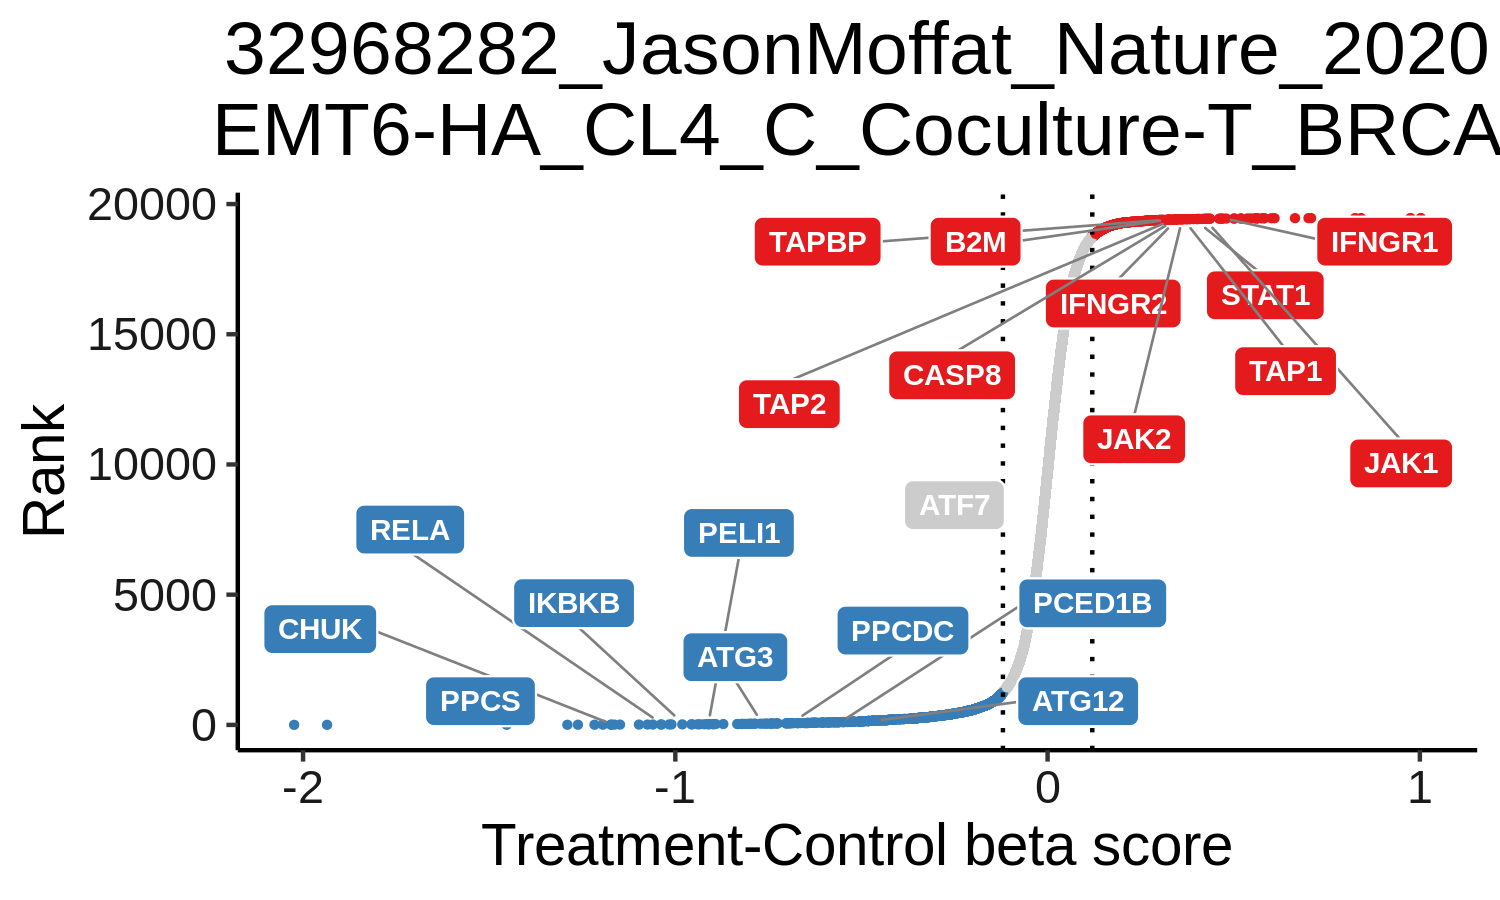 32968282_JasonMoffat_Nature_2020
EMT6-HA_CL4_C_Coculture-T_BRCA
20000
15000
10000
5000
0
Rank
TAPBP
B2M
IFNGR1
STAT1
IFNGR2
CASP8
TAP1
TAP2
JAK2
JAK1
ATF7
RELA
PELI1
IKBKB
PCED1B
CHUK
PPCDC
ATG3
PPCS
ATG12
-2
-1
0
1
Treatment-Control beta score